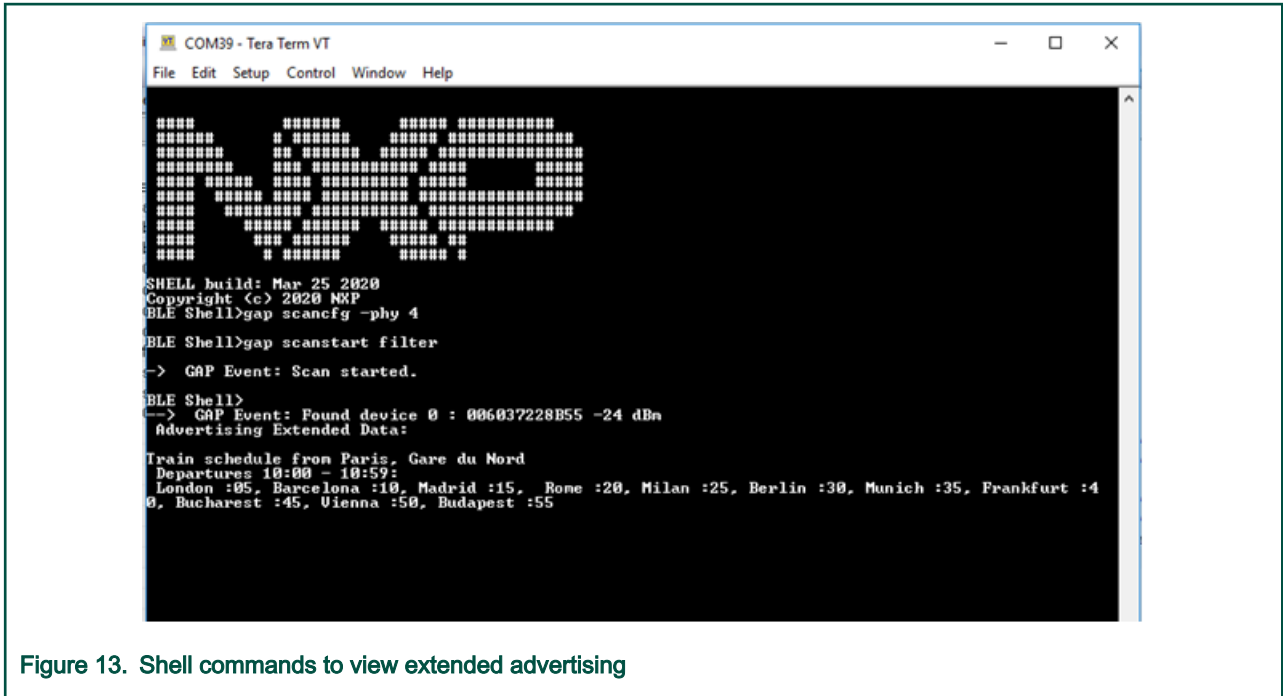 COM39 - Tera Term VT
File Edit Setup Control Window Help
NXP
SHELL build: Mar 25 2020
Copyright (c) 2020 NXP
BLE Shell>gap scancfg -phy 4
BLE Shell>gap scanstart filter
-> GAP Event: Scan started.
BLE Shell>
--> GAP Event: Found device 0 : 006037228B55 -24 dBm
Advertising Extended Data:
Train schedule from Paris, Gare du Nord
Departures 10:00 - 10:59:
London :05, Barcelona :10, Madrid :15, Rome :20, Milan :25, Berlin :30, Munich :35, Frankfurt :4
0, Bucharest :45, Vienna :50, Budapest :55
Figure 13. Shell commands to view extended advertising